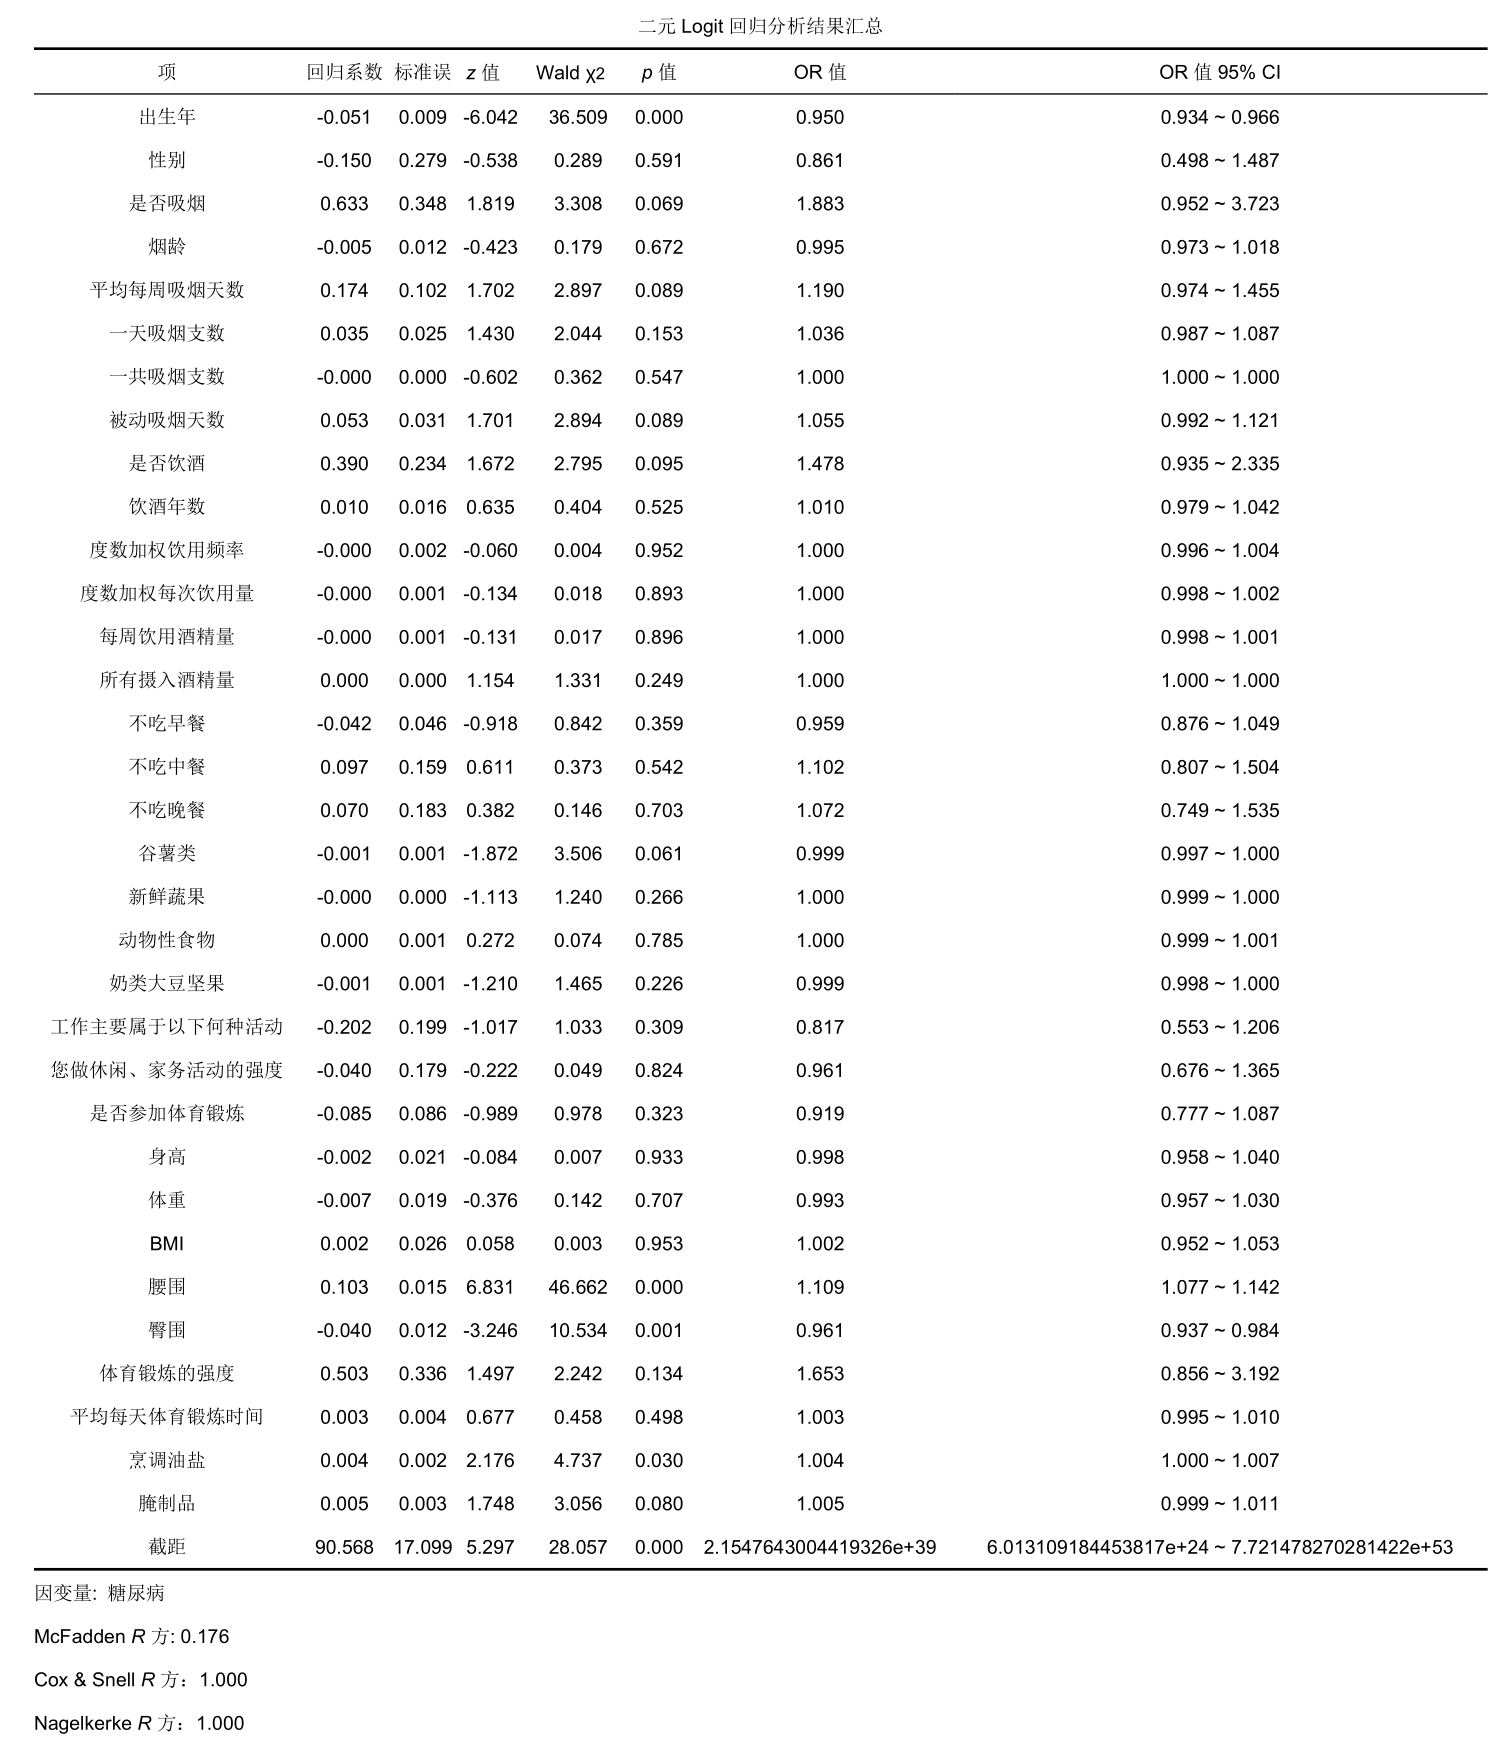 二元 Logit 回归分析结果汇总
项 回归系数 标准误 z 值 Wald χ2 p 值 OR 值 OR 值 95% CI
出生年 -0.051 0.009 -6.042 36.509 0.000 0.950 0.934 ~ 0.966
性别 -0.150 0.279 -0.538 0.289 0.591 0.861 0.498 ~ 1.487
是否吸烟 0.633 0.348 1.819 3.308 0.069 1.883 0.952 ~ 3.723
烟龄 -0.005 0.012 -0.423 0.179 0.672 0.995 0.973 ~ 1.018
平均每周吸烟天数 0.174 0.102 1.702 2.897 0.089 1.190 0.974 ~ 1.455
一天吸烟支数 0.035 0.025 1.430 2.044 0.153 1.036 0.987 ~ 1.087
一共吸烟支数 -0.000 0.000 -0.602 0.362 0.547 1.000 1.000 ~ 1.000
被动吸烟天数 0.053 0.031 1.701 2.894 0.089 1.055 0.992 ~ 1.121
是否饮酒 0.390 0.234 1.672 2.795 0.095 1.478 0.935 ~ 2.335
饮酒年数 0.010 0.016 0.635 0.404 0.525 1.010 0.979 ~ 1.042
度数加权饮用频率 -0.000 0.002 -0.060 0.004 0.952 1.000 0.996 ~ 1.004
度数加权每次饮用量 -0.000 0.001 -0.134 0.018 0.893 1.000 0.998 ~ 1.002
每周饮用酒精量 -0.000 0.001 -0.131 0.017 0.896 1.000 0.998 ~ 1.001
所有摄入酒精量 0.000 0.000 1.154 1.331 0.249 1.000 1.000 ~ 1.000
不吃早餐 -0.042 0.046 -0.918 0.842 0.359 0.959 0.876 ~ 1.049
不吃中餐 0.097 0.159 0.611 0.373 0.542 1.102 0.807 ~ 1.504
不吃晚餐 0.070 0.183 0.382 0.146 0.703 1.072 0.749 ~ 1.535
谷薯类 -0.001 0.001 -1.872 3.506 0.061 0.999 0.997 ~ 1.000
新鲜蔬果 -0.000 0.000 -1.113 1.240 0.266 1.000 0.999 ~ 1.000
动物性食物 0.000 0.001 0.272 0.074 0.785 1.000 0.999 ~ 1.001
奶类大豆坚果 -0.001 0.001 -1.210 1.465 0.226 0.999 0.998 ~ 1.000
工作主要属于以下何种活动 -0.202 0.199 -1.017 1.033 0.309 0.817 0.553 ~ 1.206
您做休闲、家务活动的强度 -0.040 0.179 -0.222 0.049 0.824 0.961 0.676 ~ 1.365
是否参加体育锻炼 -0.085 0.086 -0.989 0.978 0.323 0.919 0.777 ~ 1.087
身高 -0.002 0.021 -0.084 0.007 0.933 0.998 0.958 ~ 1.040
体重 -0.007 0.019 -0.376 0.142 0.707 0.993 0.957 ~ 1.030
BMI 0.002 0.026 0.058 0.003 0.953 1.002 0.952 ~ 1.053
腰围 0.103 0.015 6.831 46.662 0.000 1.109 1.077 ~ 1.142
臀围 -0.040 0.012 -3.246 10.534 0.001 0.961 0.937 ~ 0.984
体育锻炼的强度 0.503 0.336 1.497 2.242 0.134 1.653 0.856 ~ 3.192
平均每天体育锻炼时间 0.003 0.004 0.677 0.458 0.498 1.003 0.995 ~ 1.010
烹调油盐 0.004 0.002 2.176 4.737 0.030 1.004 1.000 ~ 1.007
腌制品 0.005 0.003 1.748 3.056 0.080 1.005 0.999 ~ 1.011
截距 90.568 17.099 5.297 28.057 0.000 2.1547643004419326e+39 6.013109184453817e+24 ~ 7.721478270281422e+53
因变量: 糖尿病
McFadden R 方: 0.176
Cox & Snell R 方：1.000
Nagelkerke R 方：1.000